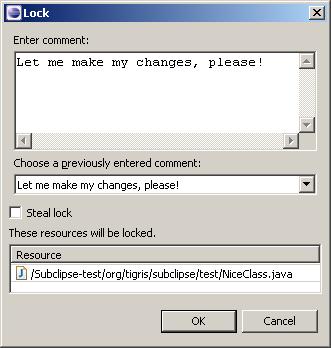 Lock
Enter comment:
Let me make my changes, please!
Choose a previously entered comment:
Let me make my changes, please!
Steal lock
These resources will be locked.
Resource
/Subclipse-test/org/tigris/subclipse/test/NiceClass.java
OK
Cancel